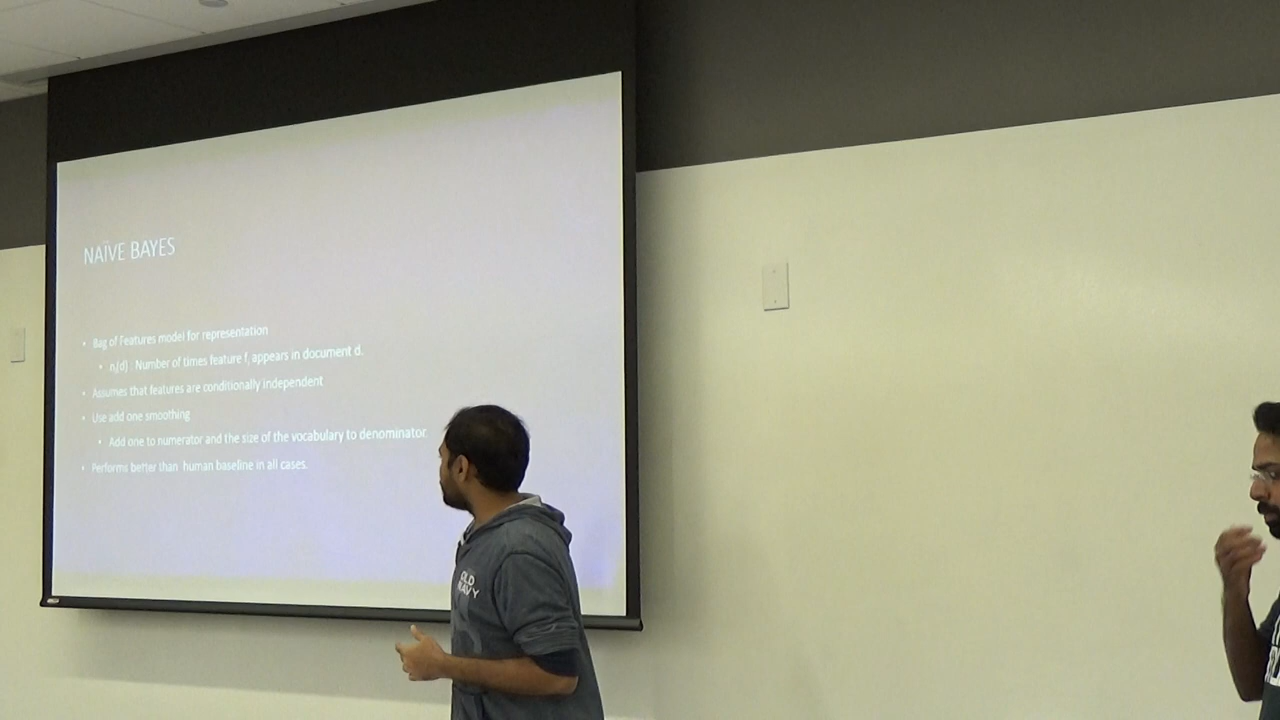 NAÏVE BAYES
• Bag of Features model for representation
• nᵢ(d) : Number of times feature fᵢ appears in document d.
• Assumes that features are conditionally independent
• Use add one smoothing
• Add one to numerator and the size of the vocabulary to denominator.
• Performs better than human baseline in all cases.
OLD
NAVY